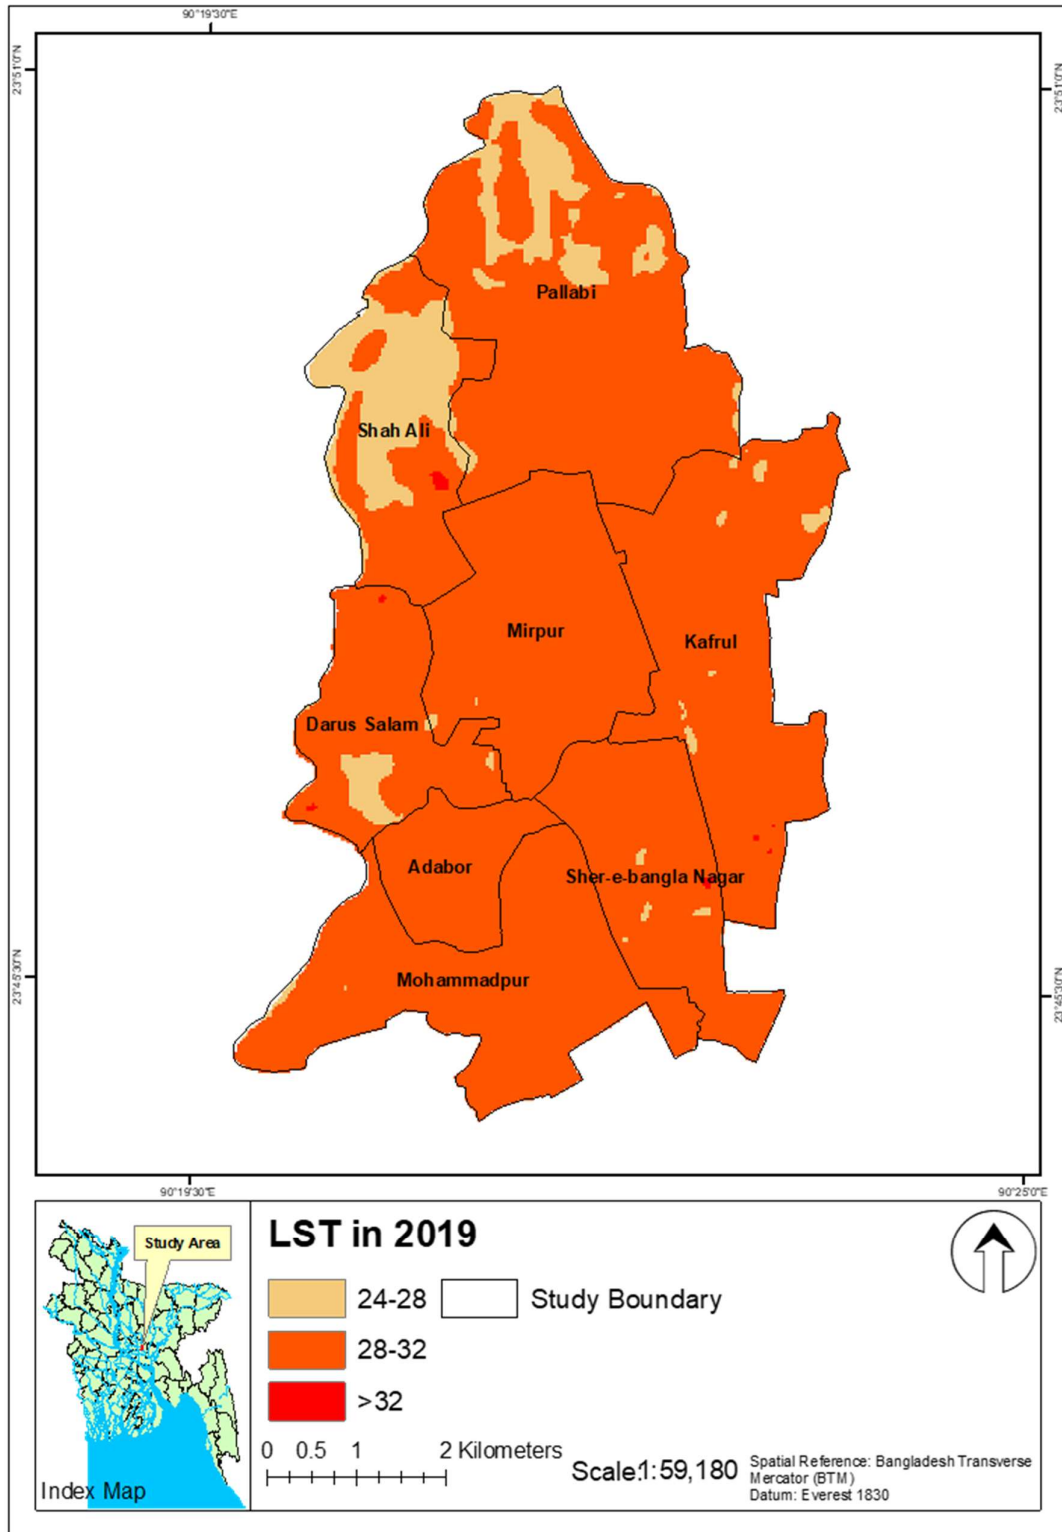 90°19'30"E
23°51'0"N
23°51'0"N
Pallabi
Shah Ali
Mirpur
Kafrul
Darus Salam
Adabor
Sher-e-bangla Nagar
Mohammadpur
23°45'30"N
23°45'30"N
90°19'30"E
90°25'0"E
Study Area
Index Map
LST in 2019
24-28
Study Boundary
28-32
>32
0 0.5 1 2 Kilometers
Scale:1:59,180
Spatial Reference: Bangladesh Transverse
Mercator (BTM)
Datum: Everest 1830